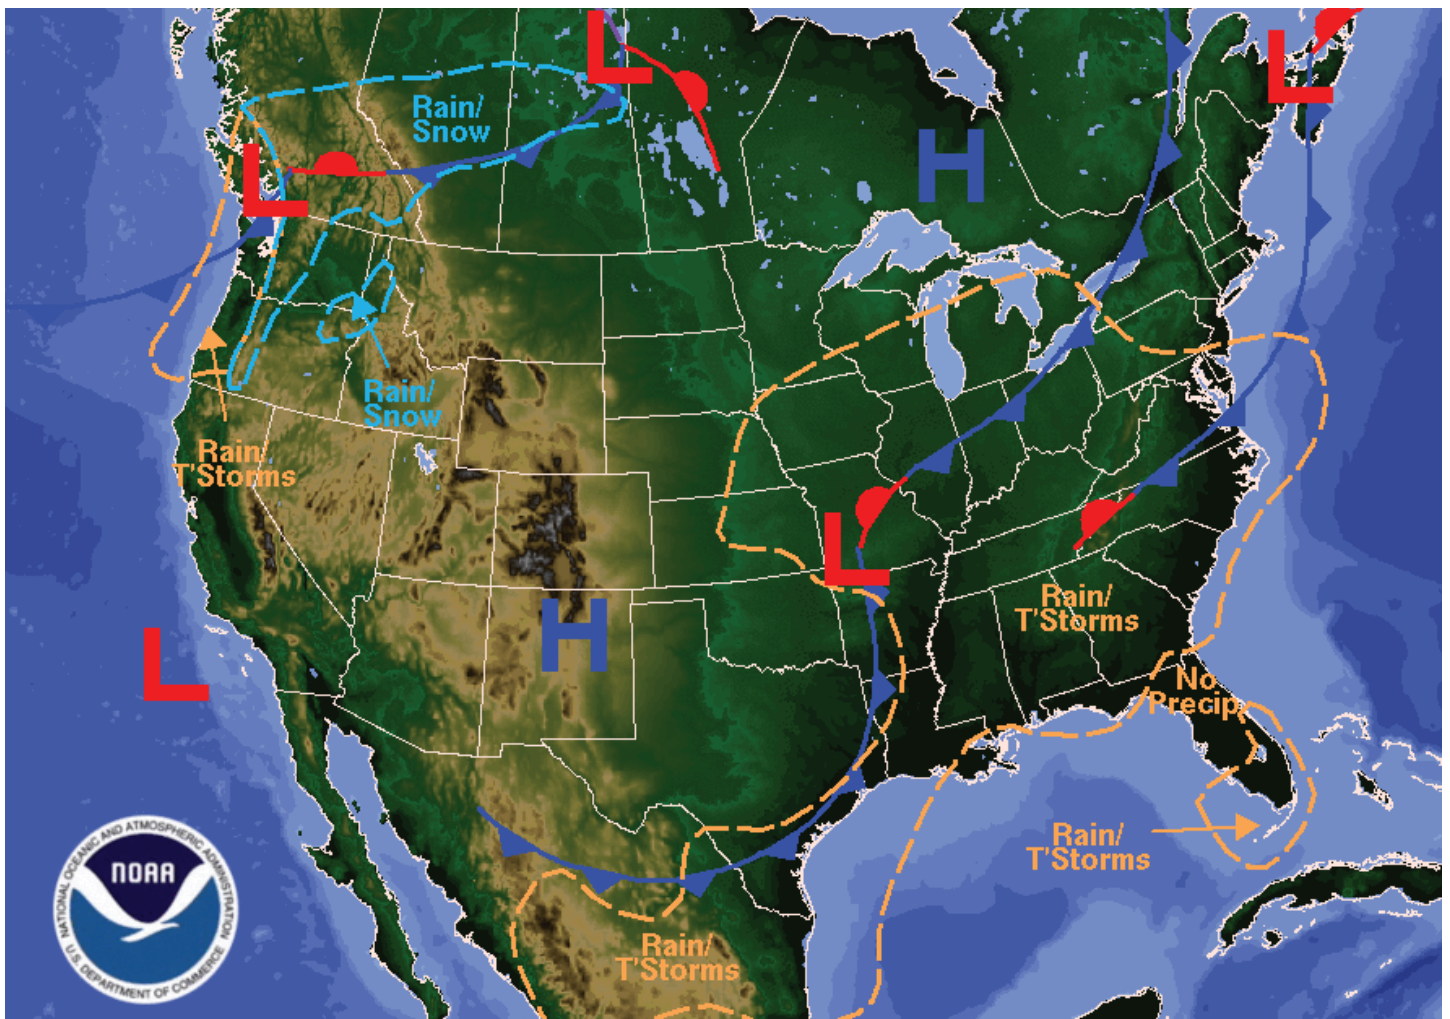 L
L
Rain/
Snow
H
L
Rain/
Snow
Rain/
T'Storms
L
H
Rain/
T'Storms
L
No
Precip.
Rain/
T'Storms
Rain/
T'Storms
NATIONAL OCEANIC AND ATMOSPHERIC ADMINISTRATION
NOAA
U.S. DEPARTMENT OF COMMERCE